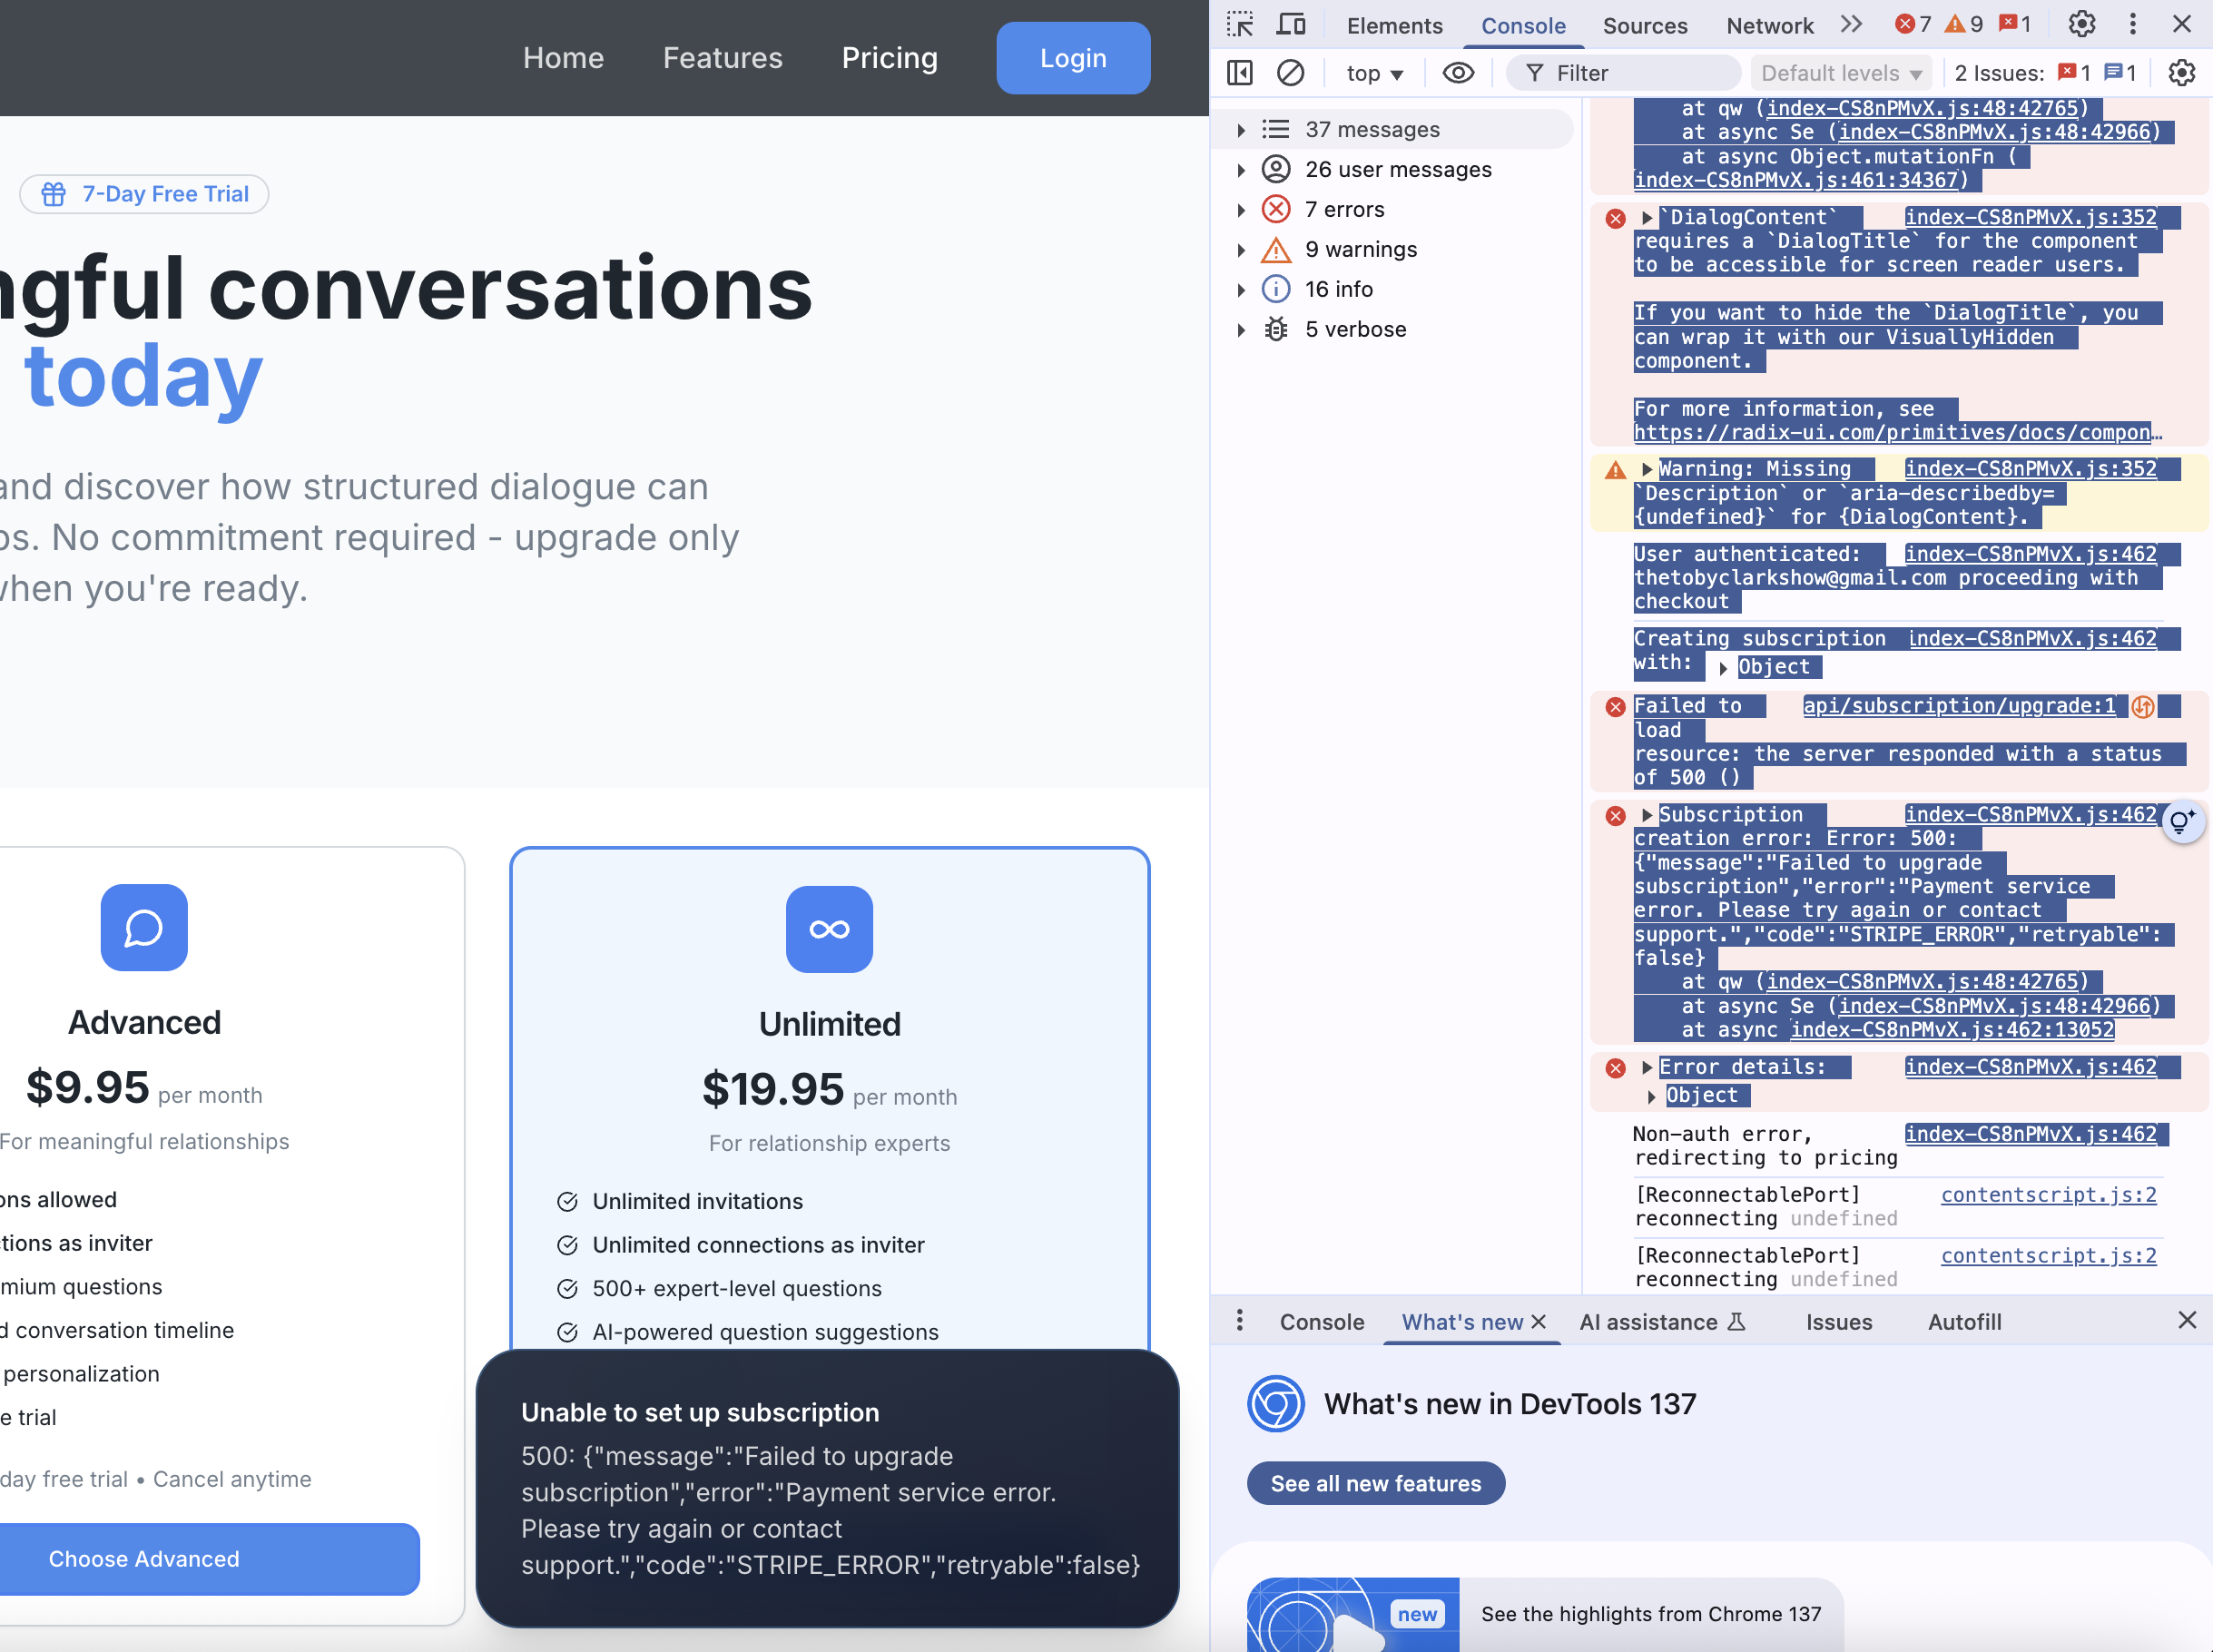 Home
Features
Pricing
Login
7-Day Free Trial
ngful conversations
today
and discover how structured dialogue can
ps. No commitment required - upgrade only
when you're ready.
Advanced
$9.95 per month
For meaningful relationships
ons allowed
tions as inviter
mium questions
d conversation timeline
personalization
e trial
day free trial • Cancel anytime
Choose Advanced
Unlimited
$19.95 per month
For relationship experts
Unlimited invitations
Unlimited connections as inviter
500+ expert-level questions
AI-powered question suggestions
Unable to set up subscription
500: {"message":"Failed to upgrade
subscription","error":"Payment service error.
Please try again or contact
support.","code":"STRIPE_ERROR","retryable":false}
Elements
Console
Sources
Network
7
9
1
top
Filter
Default levels
2 Issues:
1
1
37 messages
26 user messages
7 errors
9 warnings
16 info
5 verbose
at qw (index-CS8nPMvX.js:48:42765)
at async Se (index-CS8nPMvX.js:48:42966)
at async Object.mutationFn (
index-CS8nPMvX.js:461:34367)
`DialogContent` index-CS8nPMvX.js:352
requires a `DialogTitle` for the component
to be accessible for screen reader users.
If you want to hide the `DialogTitle`, you
can wrap it with our VisuallyHidden
component.
For more information, see
https://radix-ui.com/primitives/docs/compon…
Warning: Missing index-CS8nPMvX.js:352
`Description` or `aria-describedby=
{undefined}` for {DialogContent}.
User authenticated: index-CS8nPMvX.js:462
thetobyclarkshow@gmail.com proceeding with
checkout
Creating subscription index-CS8nPMvX.js:462
with: Object
Failed to api/subscription/upgrade:1
load
resource: the server responded with a status
of 500 ()
Subscription index-CS8nPMvX.js:462
creation error: Error: 500:
{"message":"Failed to upgrade
subscription","error":"Payment service
error. Please try again or contact
support.","code":"STRIPE_ERROR","retryable":
false}
at qw (index-CS8nPMvX.js:48:42765)
at async Se (index-CS8nPMvX.js:48:42966)
at async index-CS8nPMvX.js:462:13052
Error details: index-CS8nPMvX.js:462
Object
Non-auth error, index-CS8nPMvX.js:462
redirecting to pricing
[ReconnectablePort] contentscript.js:2
reconnecting undefined
[ReconnectablePort] contentscript.js:2
reconnecting undefined
Console
What's new
AI assistance
Issues
Autofill
What's new in DevTools 137
See all new features
new
See the highlights from Chrome 137